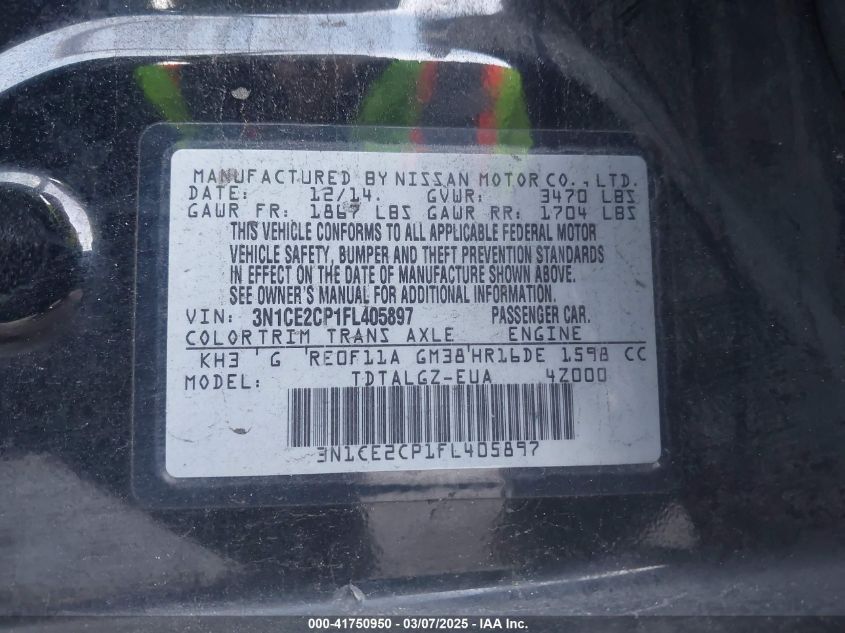 MANUFACTURED BY NISSAN MOTOR CO., LTD.
DATE: 12/14. GVWR: 3470 LBS
GAWR FR: 1867 LBS GAWR RR: 1704 LBS
THIS VEHICLE CONFORMS TO ALL APPLICABLE FEDERAL MOTOR
VEHICLE SAFETY, BUMPER AND THEFT PREVENTION STANDARDS
IN EFFECT ON THE DATE OF MANUFACTURE SHOWN ABOVE.
SEE OWNER'S MANUAL FOR ADDITIONAL INFORMATION.
VIN: 3N1CE2CP1FL405897 PASSENGER CAR.
COLOR TRIM TRANS AXLE ENGINE
KH3 G RE0F11A GM38 HR16DE 1598 CC
MODEL: TDTALGZ-EUA 4Z000
3N1CE2CP1FL405897
000-41750950 - 03/07/2025 - IAA Inc.